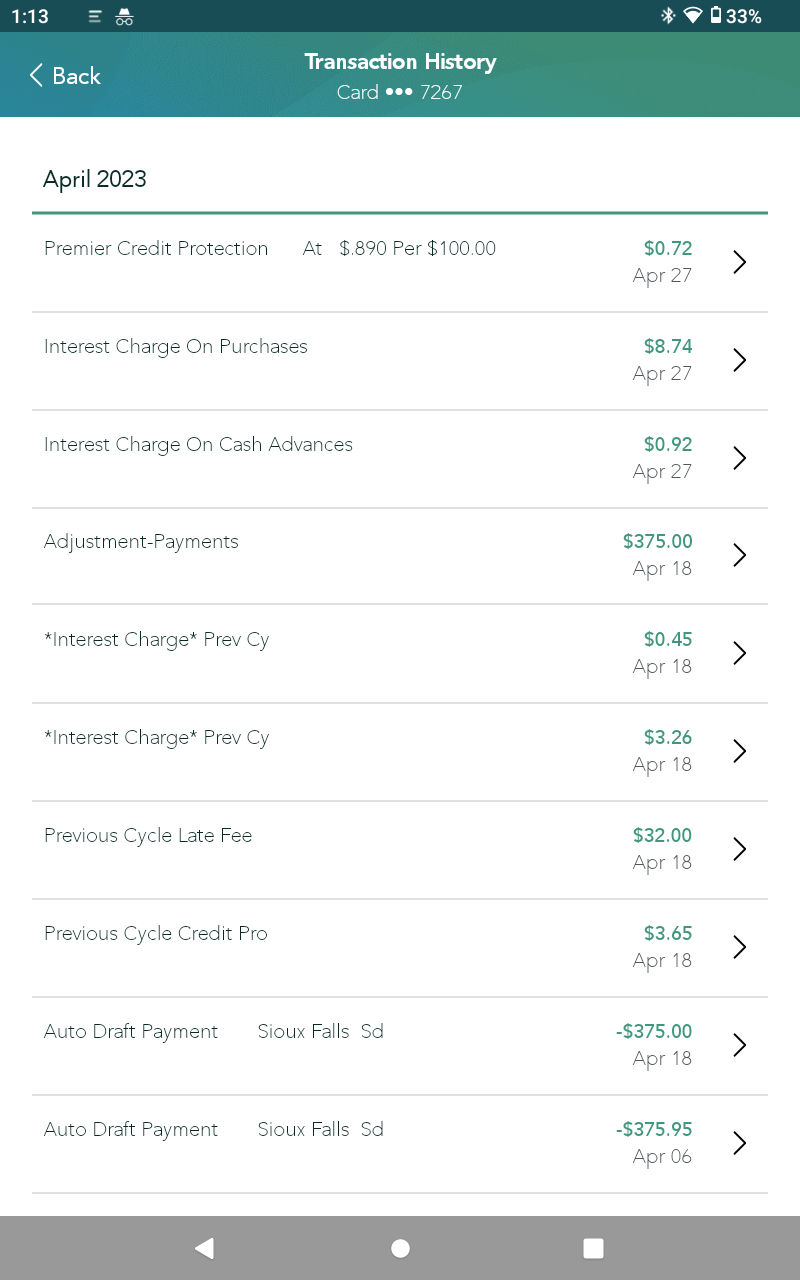 1:13 33%
Back
Transaction History
Card ••• 7267
April 2023
Premier Credit Protection At $.890 Per $100.00 $0.72
Apr 27
Interest Charge On Purchases $8.74
Apr 27
Interest Charge On Cash Advances $0.92
Apr 27
Adjustment-Payments $375.00
Apr 18
*Interest Charge* Prev Cy $0.45
Apr 18
*Interest Charge* Prev Cy $3.26
Apr 18
Previous Cycle Late Fee $32.00
Apr 18
Previous Cycle Credit Pro $3.65
Apr 18
Auto Draft Payment Sioux Falls Sd -$375.00
Apr 18
Auto Draft Payment Sioux Falls Sd -$375.95
Apr 06